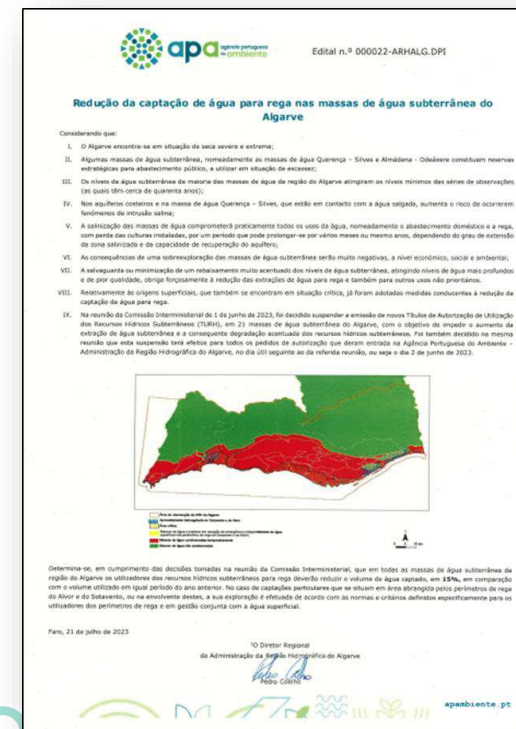 apa agência portuguesa
do ambiente
Edital n.º 000022-ARHALG.DPI
Redução da captação de água para rega nas massas de água subterrânea do
Algarve
Considerando que:
I. O Algarve encontra-se em situação de seca severa e extrema;
II. Algumas massas de água subterrânea, nomeadamente as massas de água Querença – Silves e Almádena - Odeáxere constituem reservas
estratégicas para abastecimento público, a utilizar em situação de escassez;
III. Os níveis da água subterrânea da maioria das massas de água da região do Algarve atingiram os níveis mínimos das séries de observações
(as quais têm cerca de quarenta anos);
IV. Nos aquíferos costeiros e na massa de água Querença – Silves, que estão em contacto com a água salgada, aumenta o risco de ocorrerem
fenómenos de intrusão salina;
V. A salinização das massas de água comprometerá praticamente todos os usos da água, nomeadamente o abastecimento doméstico e a rega,
com perda das culturas instaladas, por um período que pode prolongar-se por vários meses ou mesmo anos, dependendo do grau de extensão
da zona salinizada e da capacidade de recuperação do aquífero;
VI. As consequências de uma sobreexploração das massas de água subterrânea serão muito negativas, a nível económico, social e ambiental;
VII. A salvaguarda ou minimização de um rebaixamento muito acentuado dos níveis de água subterrânea, atingindo níveis de água mais profundos
e de pior qualidade, obriga forçosamente à redução das extrações de água para rega e também para outros usos não prioritários.
VIII. Relativamente às origens superficiais, que também se encontram em situação crítica, já foram adotadas medidas conducentes à redução da
captação de água para rega.
IX. Na reunião da Comissão Interministerial de 1 de junho de 2023, foi decidido suspender a emissão de novos Títulos de Autorização de Utilização
dos Recursos Hídricos Subterrâneos (TURH), em 21 massas de água subterrânea do Algarve, com o objetivo de impedir o aumento da
extração de água subterrânea e a consequente degradação acentuada dos recursos hídricos subterrâneos. Foi também decidido na mesma
reunião que esta suspensão terá efeitos para todos os pedidos de autorização que deram entrada na Agência Portuguesa do Ambiente –
Administração da Região Hidrográfica do Algarve, no dia útil seguinte ao da referida reunião, ou seja o dia 2 de junho de 2023.
Determina-se, em cumprimento das decisões tomadas na reunião da Comissão Interministerial, que em todas as massas de água subterrânea da
região do Algarve os utilizadores dos recursos hídricos subterrâneos para rega deverão reduzir o volume de água captado, em 15%, em comparação
com o volume utilizado em igual período do ano anterior. No caso de captações particulares que se situam em área abrangida pelos perímetros de rega
do Alvor e do Sotavento, ou na envolvente destes, a sua exploração é efetuada de acordo com as normas e critérios definidos especificamente para os
utilizadores dos perímetros de rega e em gestão conjunta com a água superficial.
Faro, 21 de julho de 2023
O Diretor Regional
da Administração da Região Hidrográfica do Algarve
Pedro Coelho
apambiente.pt